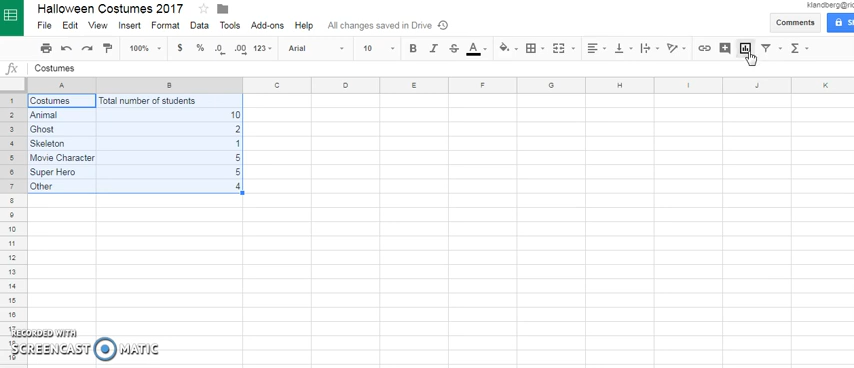 Halloween Costumes 2017
klandberg@ric
File Edit View Insert Format Data Tools Add-ons Help All changes saved in Drive
Comments
100% $ % .0 .00 123 Arial 10 B I S A
fx Costumes
A B C D E F G H I J K
1 Costumes Total number of students
2 Animal 10
3 Ghost 2
4 Skeleton 1
5 Movie Character 5
6 Super Hero 5
7 Other 4
8
9
10
11
12
13
14
15
16
17
RECORDED WITH
SCREENCAST MATIC
19